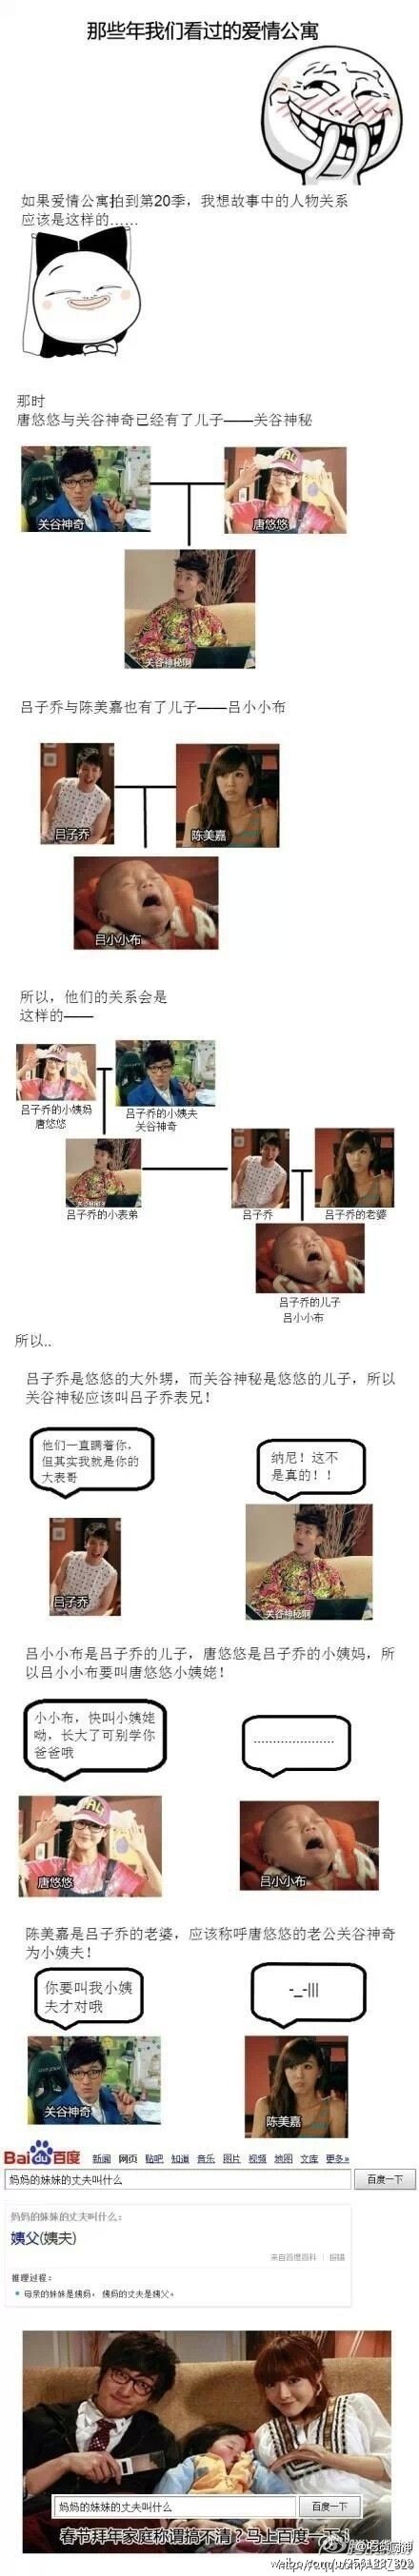 那些年我们看过的爱情公寓
如果爱情公寓拍到第20季，我想故事中的人物关系
应该是这样的……
那时
唐悠悠与关谷神奇已经有了儿子——关谷神秘
关谷神奇
唐悠悠
关谷神秘啊
吕子乔与陈美嘉也有了儿子——吕小小布
吕子乔
陈美嘉
吕小小布
所以，他们的关系会是
这样的——
吕子乔的小姨妈
唐悠悠
吕子乔的小姨夫
关谷神奇
吕子乔的小表弟
吕子乔
吕子乔的老婆
吕子乔的儿子
吕小小布
所以..
吕子乔是悠悠的大外甥，而关谷神秘是悠悠的儿子，所以
关谷神秘应该叫吕子乔表兄！
他们一直瞒着你，
但其实我就是你的
大表哥
纳尼！这不
是真的！！
吕子乔
关谷神秘啊
吕小小布是吕子乔的儿子，唐悠悠是吕子乔的小姨妈，所
以吕小小布要叫唐悠悠小姨姥！
小小布，快叫小姨姥
呦，长大了可别学你
爸爸哦
.....................
唐悠悠
吕小小布
陈美嘉是吕子乔的老婆，应该称呼唐悠悠的老公关谷神奇
为小姨夫！
你要叫我小姨
夫才对哦
-_-|||
关谷神奇
陈美嘉
Bai百度
新闻 网页 贴吧 知道 音乐 图片 视频 地图 文库 更多»
妈妈的妹妹的丈夫叫什么
百度一下
妈妈的妹妹的丈夫叫什么：
姨父(姨夫)
来自百度百科 | 报错
推理过程：
母亲的妹妹是姨妈，姨妈的丈夫是姨父。
妈妈的妹妹的丈夫叫什么
百度一下
春节拜年家庭称谓搞不清？马上百度一下！